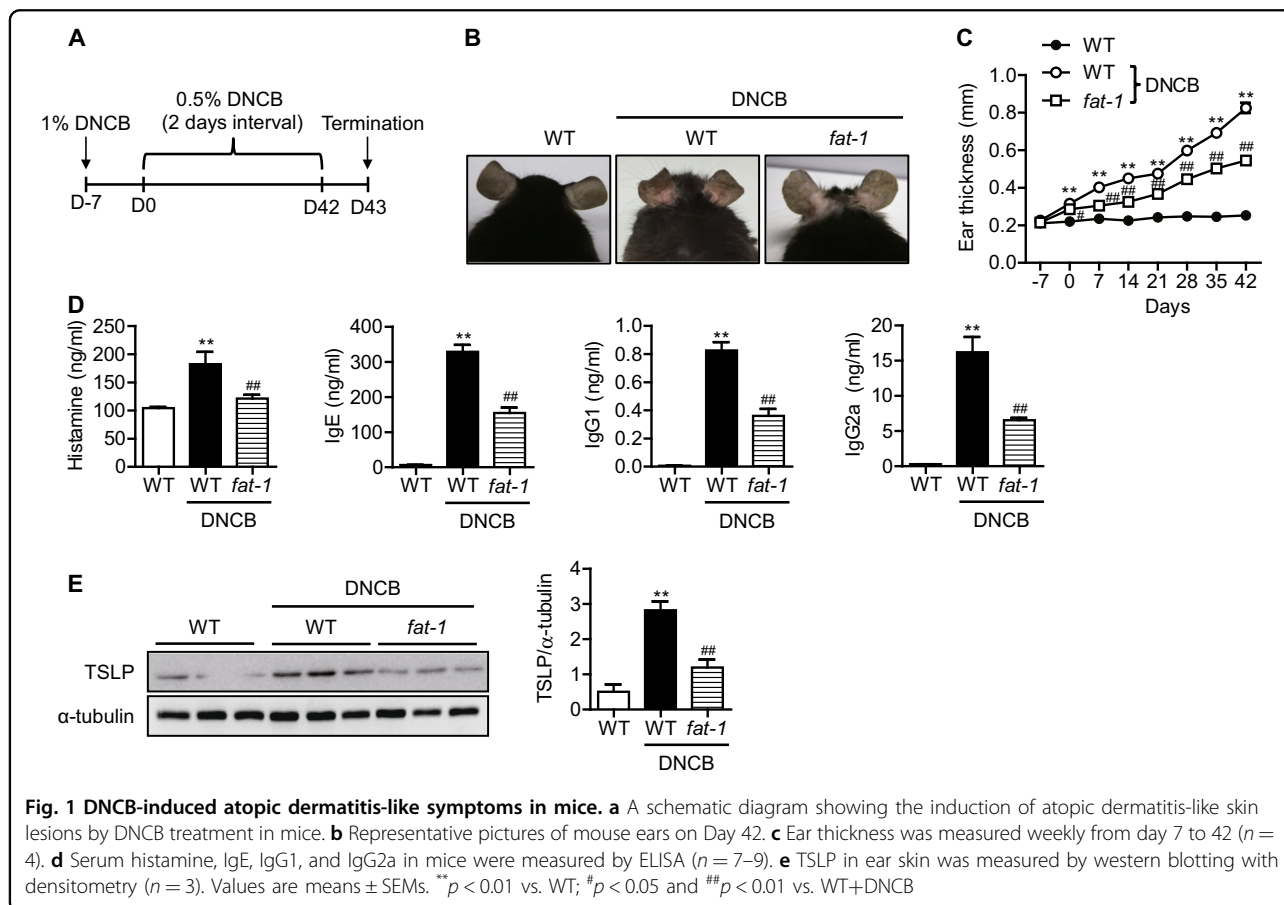 A
1% DNCB
0.5% DNCB
(2 days interval)
Termination
D-7
D0
D42
D43
B
DNCB
WT
WT
fat-1
C
WT
WT
fat-1
DNCB
Ear thickness (mm)
1.0
0.8
0.6
0.4
0.2
0.0
**
**
**
**
**
**
**
#
##
##
##
##
##
##
-7 0 7 14 21 28 35 42
Days
D
Histamine (ng/ml)
250
200
150
100
50
0
**
##
WT WT fat-1
DNCB
IgE (ng/ml)
400
300
200
100
0
**
##
WT WT fat-1
DNCB
IgG1 (ng/ml)
1.0
0.8
0.6
0.4
0.2
0.0
**
##
WT WT fat-1
DNCB
IgG2a (ng/ml)
20
15
10
5
0
**
##
WT WT fat-1
DNCB
E
DNCB
WT WT fat-1
TSLP
α-tubulin
TSLP/α-tubulin
4
3
2
1
0
**
##
WT WT fat-1
DNCB
Fig. 1 DNCB-induced atopic dermatitis-like symptoms in mice. a A schematic diagram showing the induction of atopic dermatitis-like skin
lesions by DNCB treatment in mice. b Representative pictures of mouse ears on Day 42. c Ear thickness was measured weekly from day 7 to 42 (n =
4). d Serum histamine, IgE, IgG1, and IgG2a in mice were measured by ELISA (n = 7–9). e TSLP in ear skin was measured by western blotting with
densitometry (n = 3). Values are means ± SEMs. **p < 0.01 vs. WT; #p < 0.05 and ##p < 0.01 vs. WT+DNCB